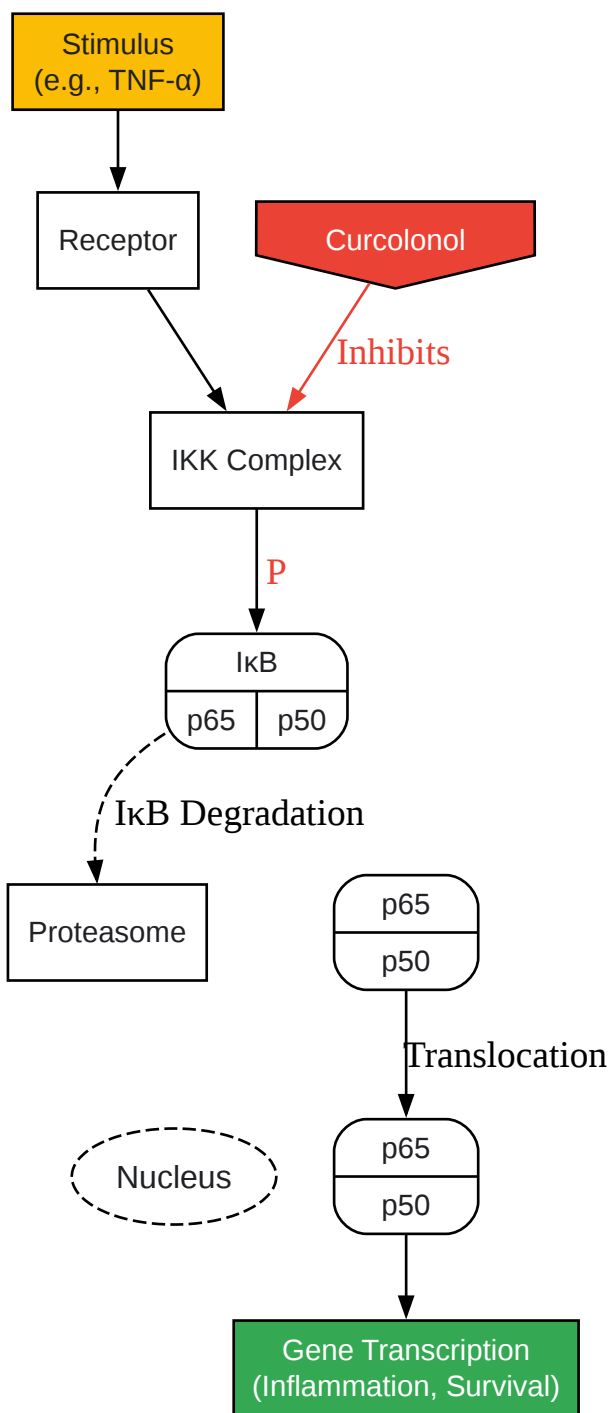 Stimulus
(e.g., TNF-α)
Receptor
Curcolonol
Inhibits
IKK Complex
P
IκB
p65
p50
IκB Degradation
Proteasome
p65
p50
Translocation
Nucleus
p65
p50
Gene Transcription
(Inflammation, Survival)